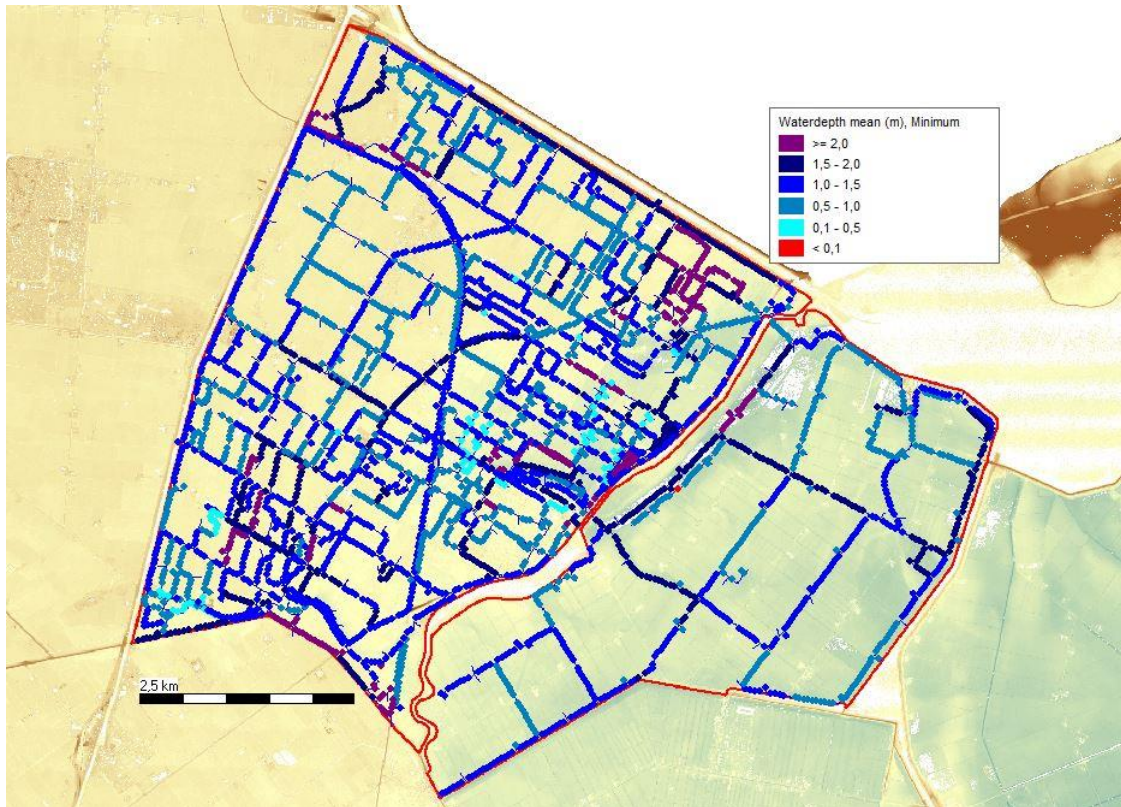 Waterdepth mean (m), Minimum
>= 2,0
1,5 - 2,0
1,0 - 1,5
0,5 - 1,0
0,1 - 0,5
< 0,1
2,5 km